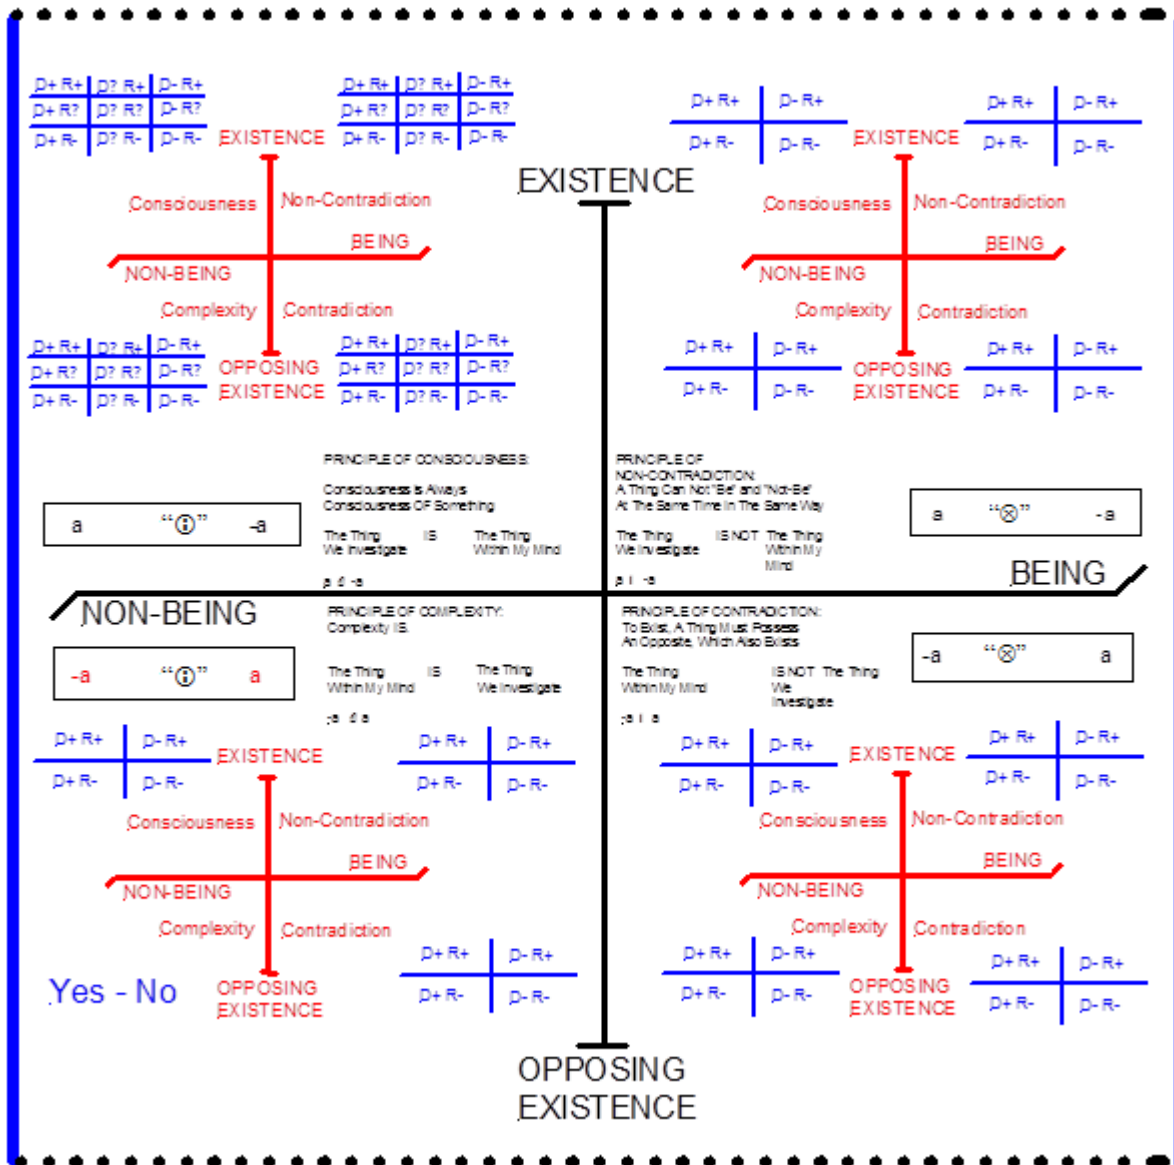 D+ R+ D? R+ D- R+
D+ R? D? R? D- R?
D+ R- D? R- D- R-
EXISTENCE
D+ R+ D? R+ D- R+
D+ R? D? R? D- R?
D+ R- D? R- D- R-
Consciousness Non-Contradiction
BEING
NON-BEING
Complexity Contradiction
D+ R+ D? R+ D- R+
D+ R? D? R? D- R?
D+ R- D? R- D- R-
OPPOSING
EXISTENCE
D+ R+ D? R+ D- R+
D+ R? D? R? D- R?
D+ R- D? R- D- R-
EXISTENCE
D+ R+ D- R+
D+ R- D- R-
EXISTENCE
D+ R+ D- R+
D+ R- D- R-
Consciousness Non-Contradiction
BEING
NON-BEING
Complexity Contradiction
D+ R+ D- R+
D+ R- D- R-
OPPOSING
EXISTENCE
D+ R+ D- R+
D+ R- D- R-
a “ⓘ” -a
PRINCIPLE OF CONSCIOUSNESS:
Consciousness Is Always
Consciousness OF Something
The Thing IS The Thing
We Investigate Within My Mind
PRINCIPLE OF
NON-CONTRADICTION:
A Thing Can Not "Be" and "Not-Be"
At The Same Time In The Same Way
The Thing IS NOT The Thing
We Investigate Within My
Mind
a “⊗” -a
BEING
NON-BEING
-a “ⓘ” a
PRINCIPLE OF COMPLEXITY:
Complexity IS.
The Thing IS The Thing
Within My Mind We Investigate
PRINCIPLE OF CONTRADICTION:
To Exist, A Thing Must Possess
An Opposite, Which Also Exists
The Thing IS NOT The Thing
Within My Mind We
Investigate
-a “⊗” a
D+ R+ D- R+
D+ R- D- R-
EXISTENCE
D+ R+ D- R+
D+ R- D- R-
Consciousness Non-Contradiction
BEING
NON-BEING
Complexity Contradiction
Yes - No
OPPOSING
EXISTENCE
D+ R+ D- R+
D+ R- D- R-
D+ R+ D- R+
D+ R- D- R-
EXISTENCE
D+ R+ D- R+
D+ R- D- R-
Consciousness Non-Contradiction
BEING
NON-BEING
Complexity Contradiction
D+ R+ D- R+
D+ R- D- R-
OPPOSING
EXISTENCE
D+ R+ D- R+
D+ R- D- R-
OPPOSING
EXISTENCE